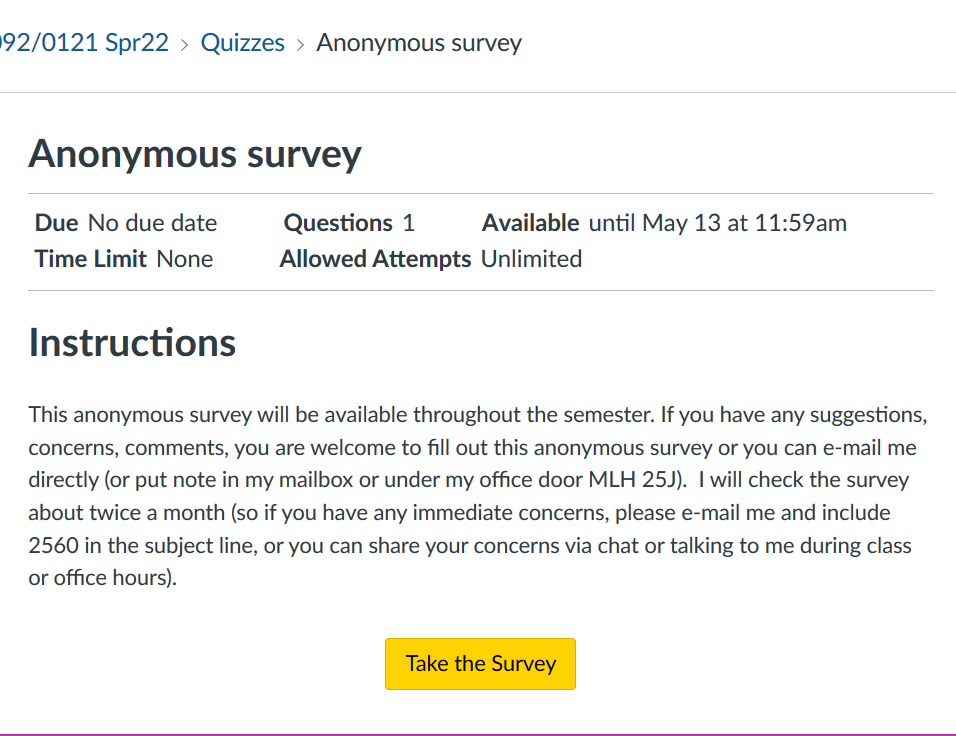 092/0121 Spr22 > Quizzes > Anonymous survey
Anonymous survey
Due No due date Questions 1 Available until May 13 at 11:59am
Time Limit None Allowed Attempts Unlimited
Instructions
This anonymous survey will be available throughout the semester. If you have any suggestions,
concerns, comments, you are welcome to fill out this anonymous survey or you can e-mail me
directly (or put note in my mailbox or under my office door MLH 25J).  I will check the survey
about twice a month (so if you have any immediate concerns, please e-mail me and include
2560 in the subject line, or you can share your concerns via chat or talking to me during class
or office hours).
Take the Survey